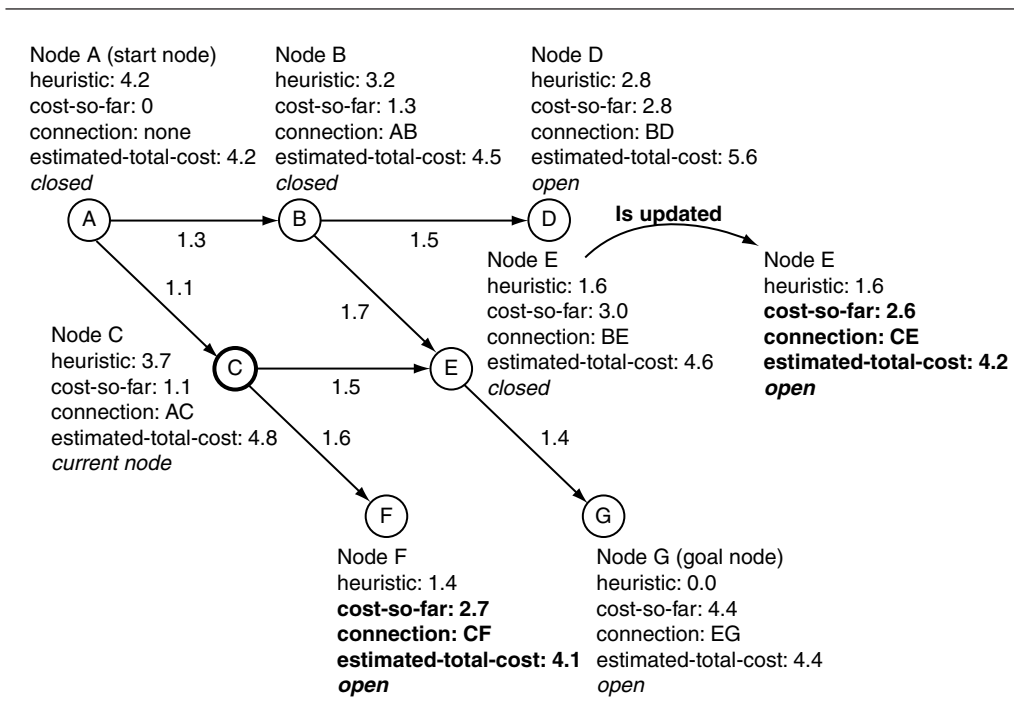 Node A (start node)
heuristic: 4.2
cost-so-far: 0
connection: none
estimated-total-cost: 4.2
closed
Node B
heuristic: 3.2
cost-so-far: 1.3
connection: AB
estimated-total-cost: 4.5
closed
Node D
heuristic: 2.8
cost-so-far: 2.8
connection: BD
estimated-total-cost: 5.6
open
A
1.3
B
1.5
D
Is updated
1.1
1.7
Node E
heuristic: 1.6
cost-so-far: 3.0
connection: BE
estimated-total-cost: 4.6
closed
Node E
heuristic: 1.6
cost-so-far: 2.6
connection: CE
estimated-total-cost: 4.2
open
Node C
heuristic: 3.7
cost-so-far: 1.1
connection: AC
estimated-total-cost: 4.8
current node
C
1.5
E
1.6
1.4
F
G
Node F
heuristic: 1.4
cost-so-far: 2.7
connection: CF
estimated-total-cost: 4.1
open
Node G (goal node)
heuristic: 0.0
cost-so-far: 4.4
connection: EG
estimated-total-cost: 4.4
open